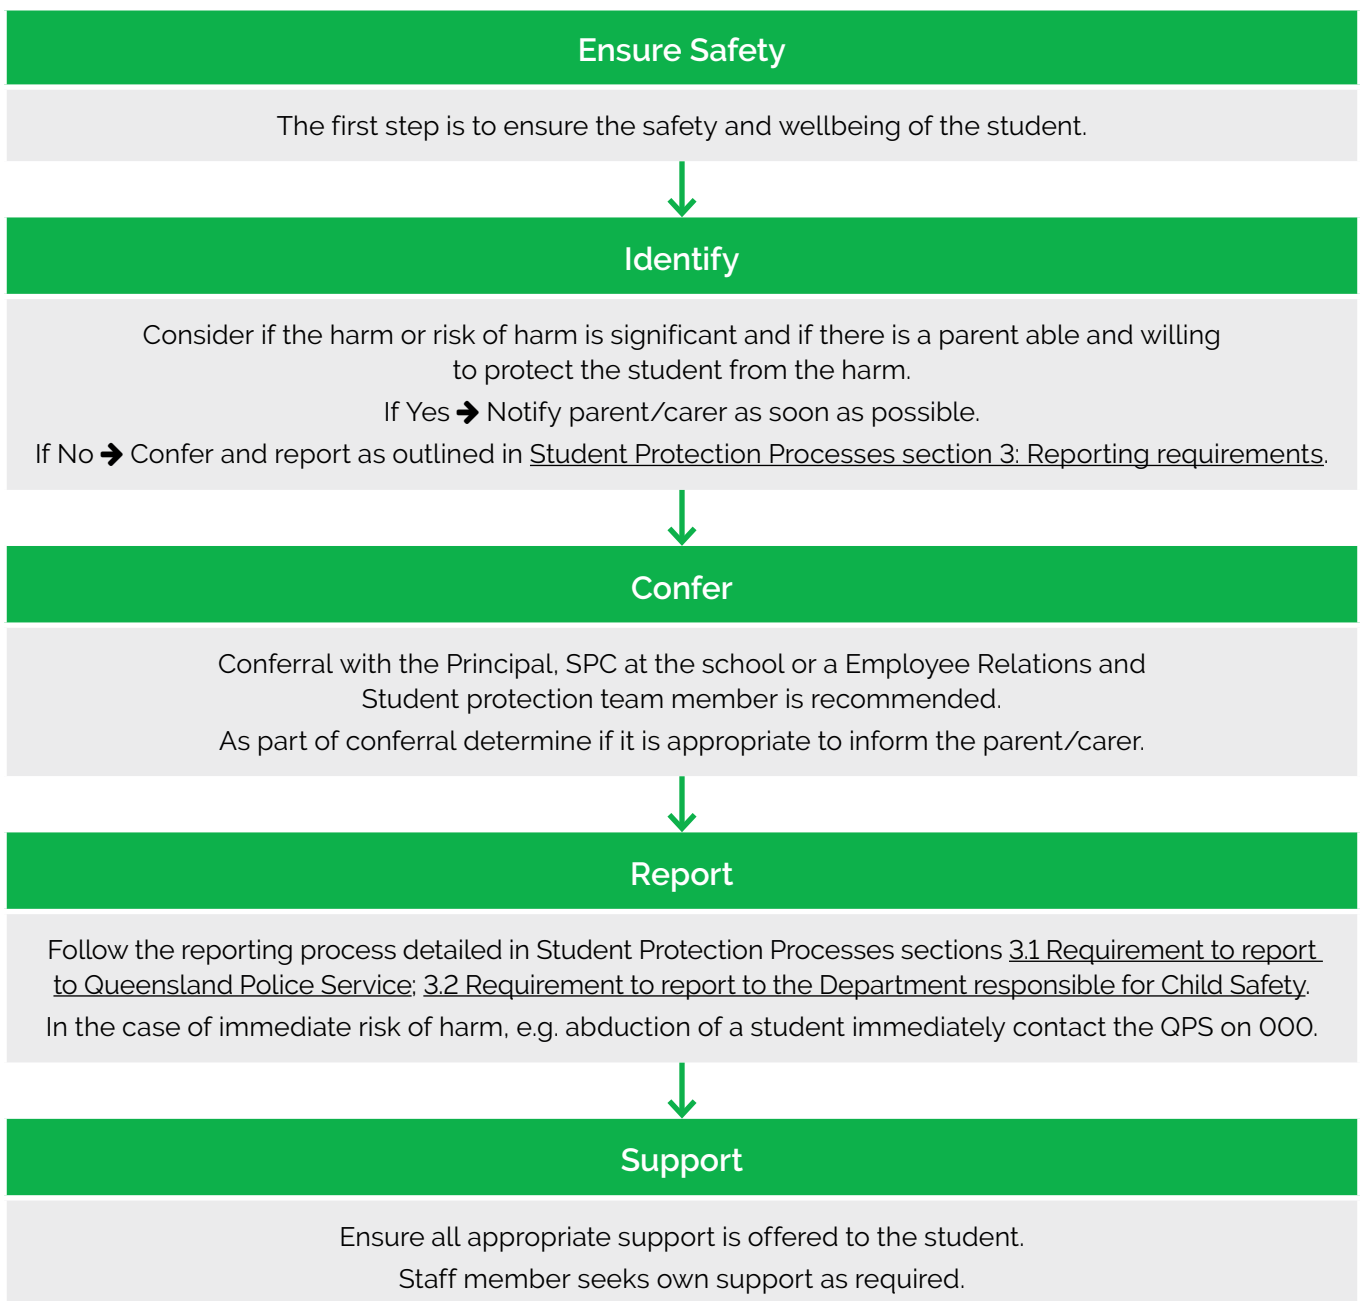 Ensure Safety
The first step is to ensure the safety and wellbeing of the student.
Identify
Consider if the harm or risk of harm is significant and if there is a parent able and willing
to protect the student from the harm.
If Yes ➔ Notify parent/carer as soon as possible.
If No ➔ Confer and report as outlined in Student Protection Processes section 3: Reporting requirements.
Confer
Conferral with the Principal, SPC at the school or a Employee Relations and
Student protection team member is recommended.
As part of conferral determine if it is appropriate to inform the parent/carer.
Report
Follow the reporting process detailed in Student Protection Processes sections 3.1 Requirement to report
to Queensland Police Service; 3.2 Requirement to report to the Department responsible for Child Safety.
In the case of immediate risk of harm, e.g. abduction of a student immediately contact the QPS on 000.
Support
Ensure all appropriate support is offered to the student.
Staff member seeks own support as required.